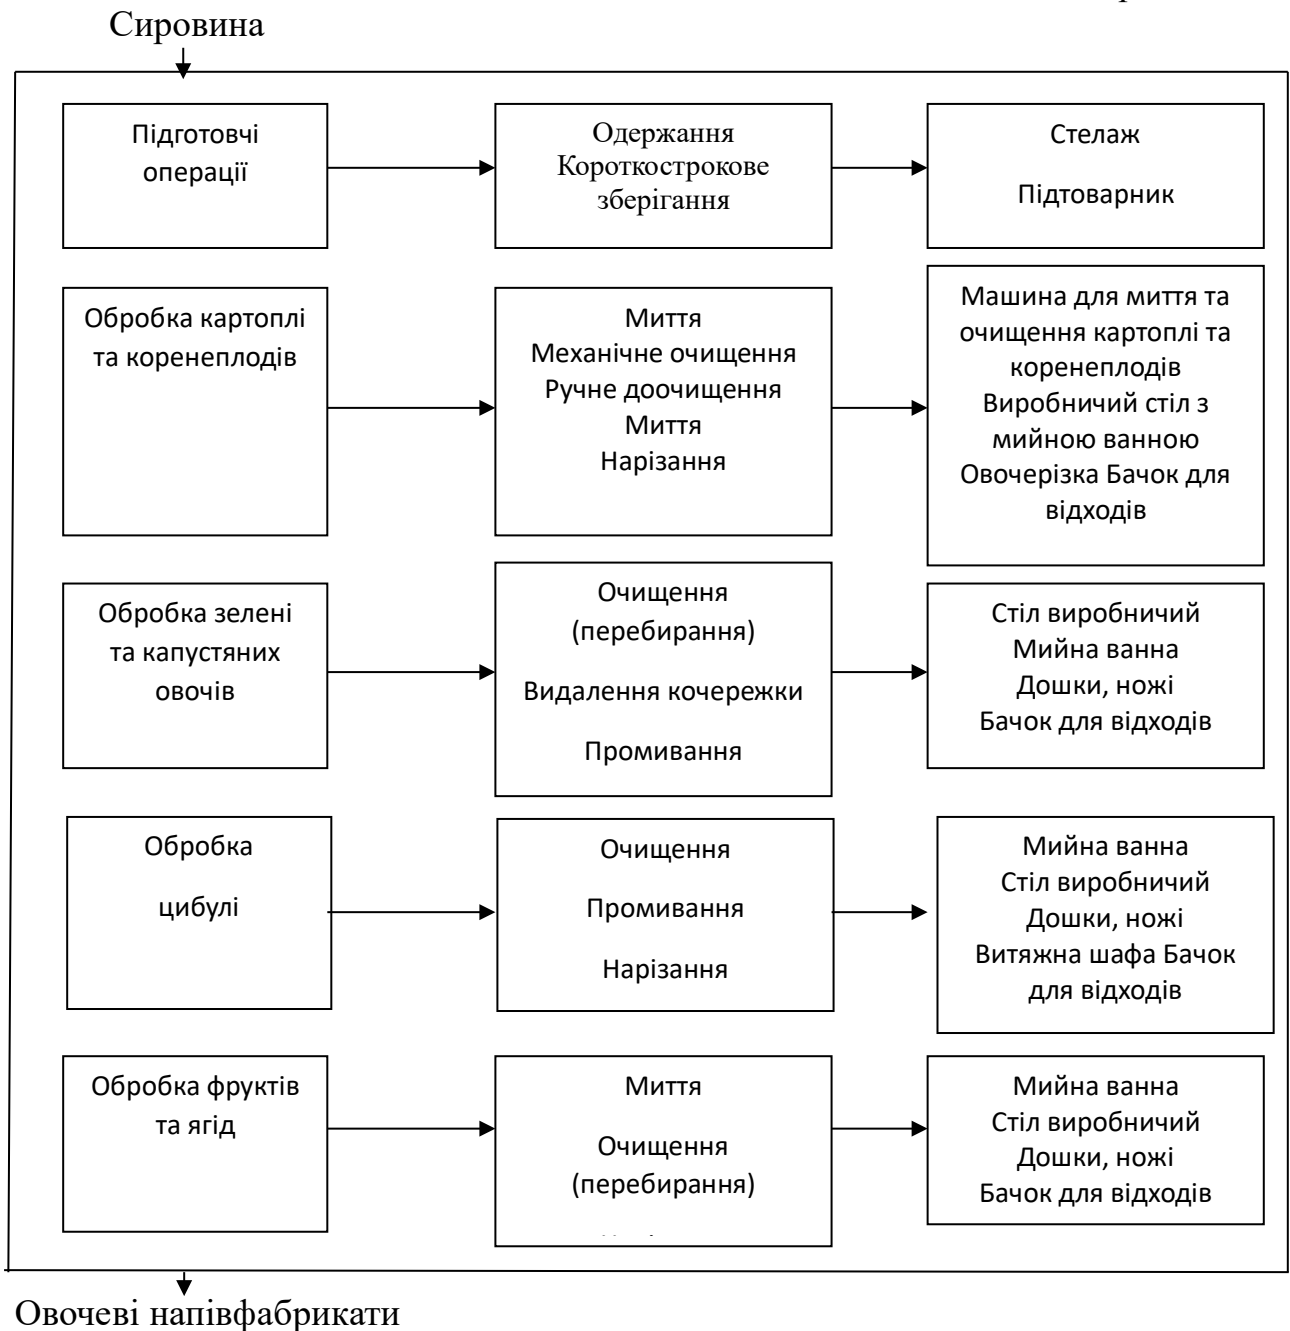 Сировина
Підготовчі
операції
Одержання
Короткострокове
зберігання
Стелаж
Підтоварник
Обробка картоплі
та коренеплодів
Миття
Механічне очищення
Ручне доочищення
Миття
Нарізання
Машина для миття та
очищення картоплі та
коренеплодів
Виробничий стіл з
мийною ванною
Овочерізка Бачок для
відходів
Обробка зелені
та капустяних
овочів
Очищення
(перебирання)
Видалення кочережки
Промивання
Стіл виробничий
Мийна ванна
Дошки, ножі
Бачок для відходів
Обробка
цибулі
Очищення
Промивання
Нарізання
Мийна ванна
Стіл виробничий
Дошки, ножі
Витяжна шафа Бачок
для відходів
Обробка фруктів
та ягід
Миття
Очищення
(перебирання)
Мийна ванна
Стіл виробничий
Дошки, ножі
Бачок для відходів
Овочеві напівфабрикати